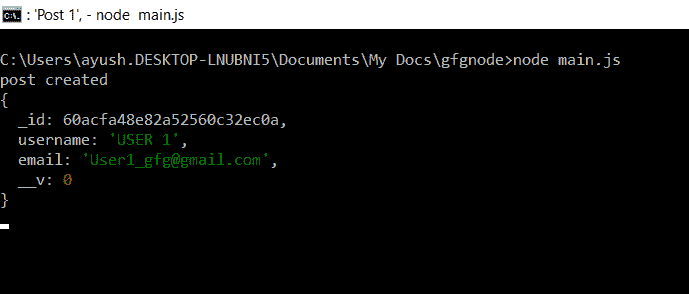 : 'Post 1', - node  main.js
C:\Users\ayush.DESKTOP-LNUBNI5\Documents\My Docs\gfgnode>node main.js
post created
{
  _id: 60acfa48e82a52560c32ec0a,
  username: 'USER 1',
  email: 'User1_gfg@gmail.com',
  __v: 0
}